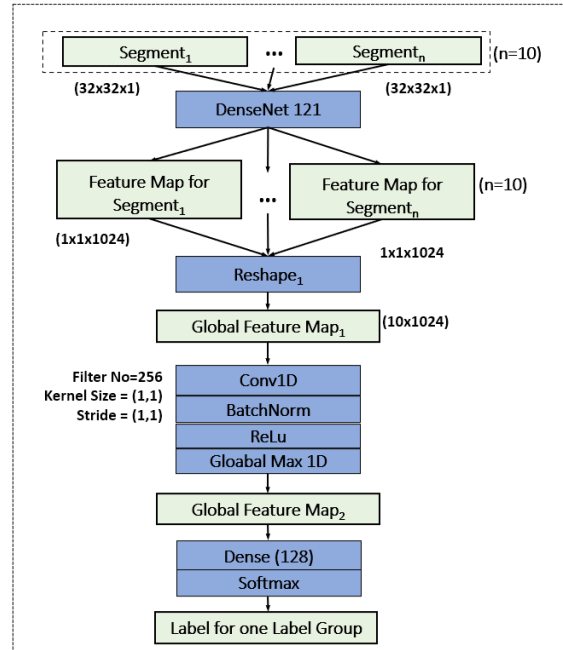 Segment₁ ... Segmentₙ (n=10)
(32x32x1) (32x32x1)
DenseNet 121
Feature Map for
Segment₁
...
Feature Map for
Segmentₙ
(n=10)
(1x1x1024) 1x1x1024
Reshape₁
Global Feature Map₁ (10x1024)
Filter No=256
Kernel Size = (1,1)
Stride = (1,1)
Conv1D
BatchNorm
ReLu
Gloabal Max 1D
Global Feature Map₂
Dense (128)
Softmax
Label for one Label Group